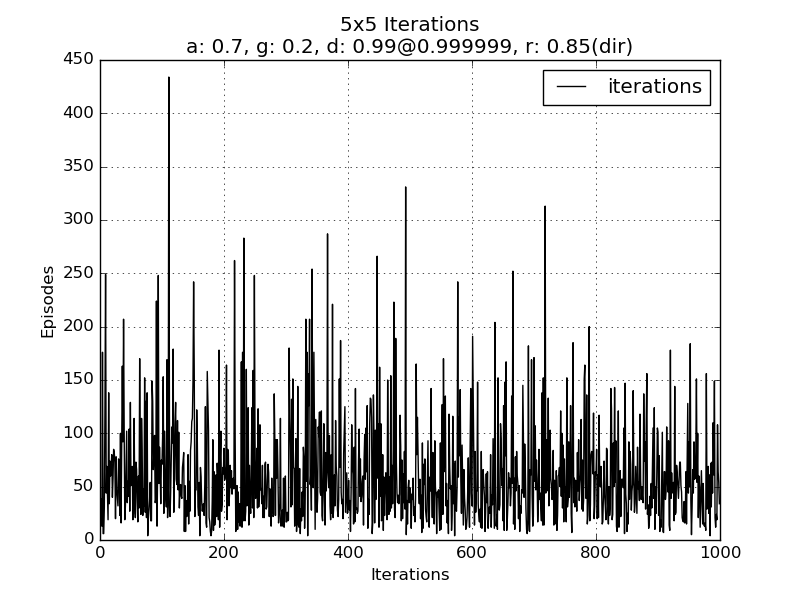 5x5 Iterations
a: 0.7, g: 0.2, d: 0.99@0.999999, r: 0.85(dir)
450
400
350
300
250
200
150
100
50
0
Episodes
iterations
0 200 400 600 800 1000
Iterations